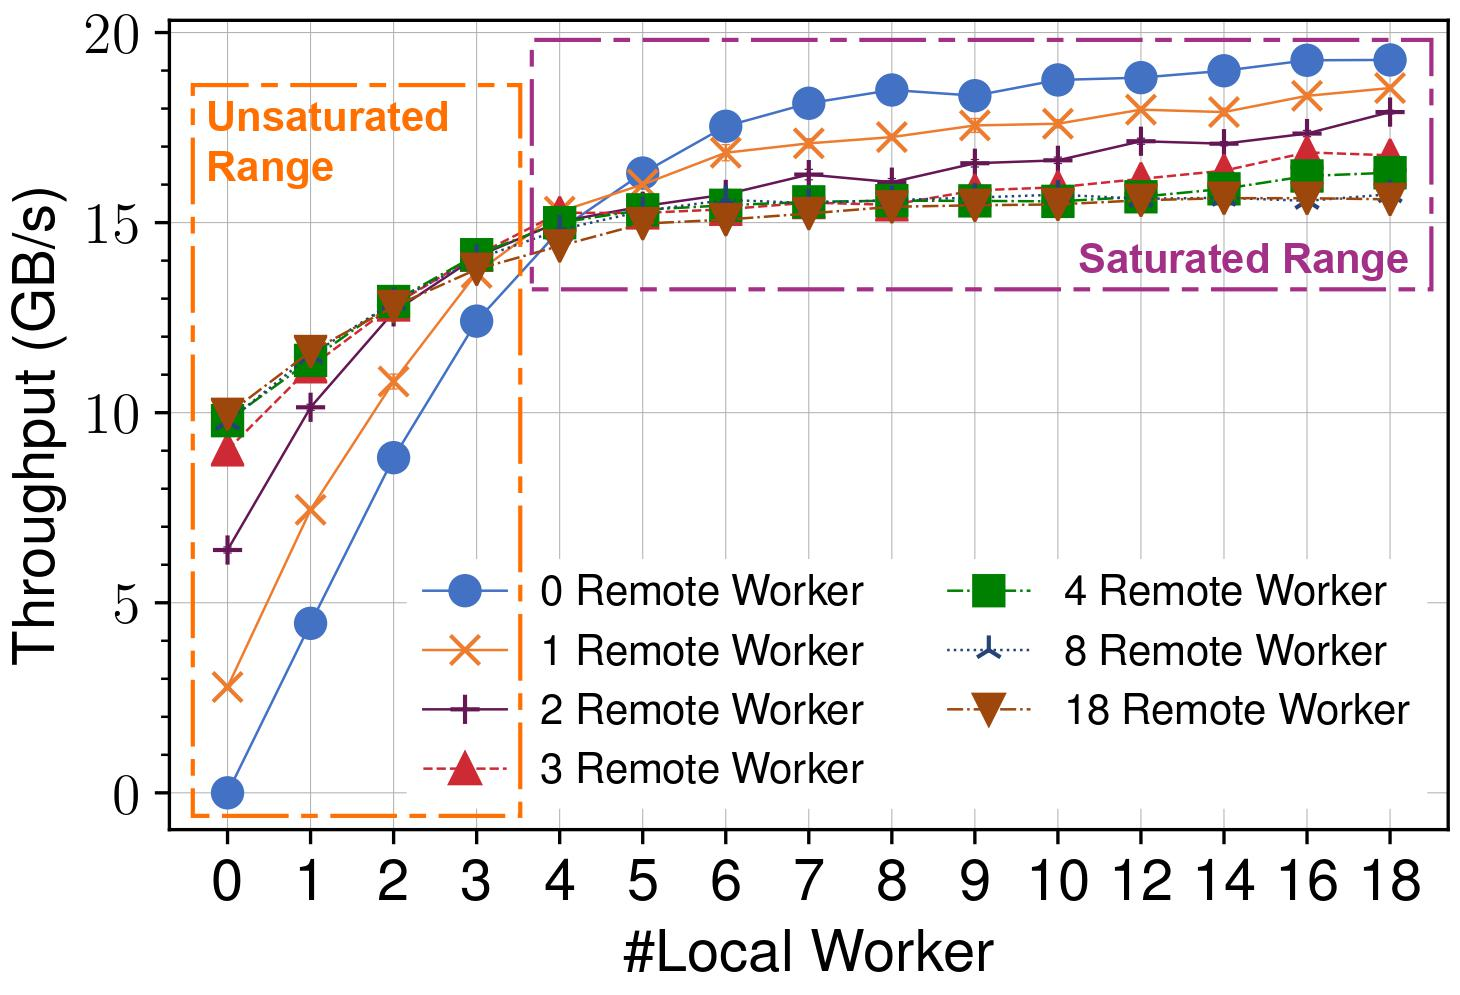 Throughput (GB/s)
20
15
10
5
0
Unsaturated
Range
Saturated Range
0 Remote Worker
1 Remote Worker
2 Remote Worker
3 Remote Worker
4 Remote Worker
8 Remote Worker
18 Remote Worker
0 1 2 3 4 5 6 7 8 9 10 12 14 16 18
#Local Worker